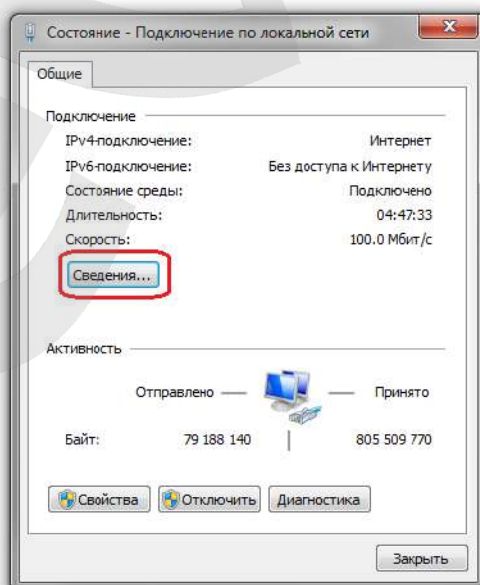 Состояние - Подключение по локальной сети
Общие
Подключение
IPv4-подключение: Интернет
IPv6-подключение: Без доступа к Интернету
Состояние среды: Подключено
Длительность: 04:47:33
Скорость: 100.0 Мбит/с
Сведения...
Активность
Отправлено — — Принято
Байт: 79 188 140 805 509 770
Свойства Отключить Диагностика
Закрыть